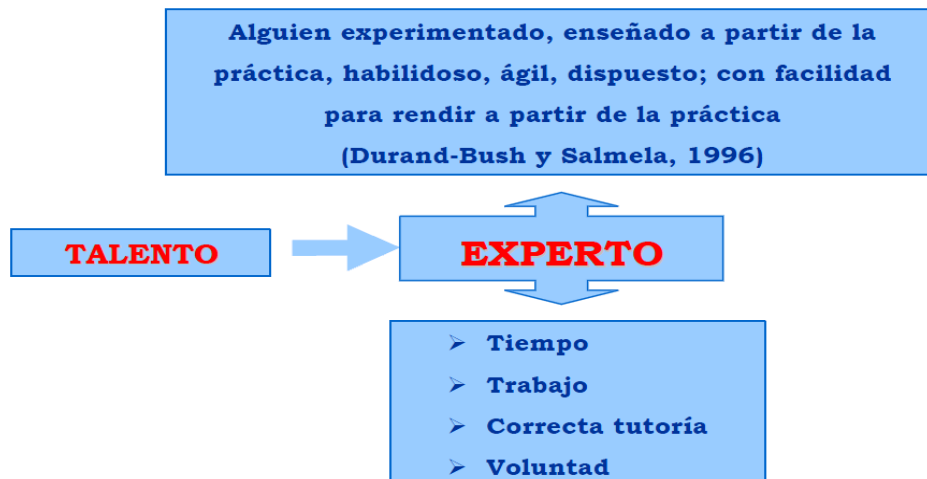 Alguien experimentado, enseñado a partir de la
práctica, habilidoso, ágil, dispuesto; con facilidad
para rendir a partir de la práctica
(Durand-Bush y Salmela, 1996)
TALENTO
EXPERTO
➢ Tiempo
➢ Trabajo
➢ Correcta tutoría
➢ Voluntad